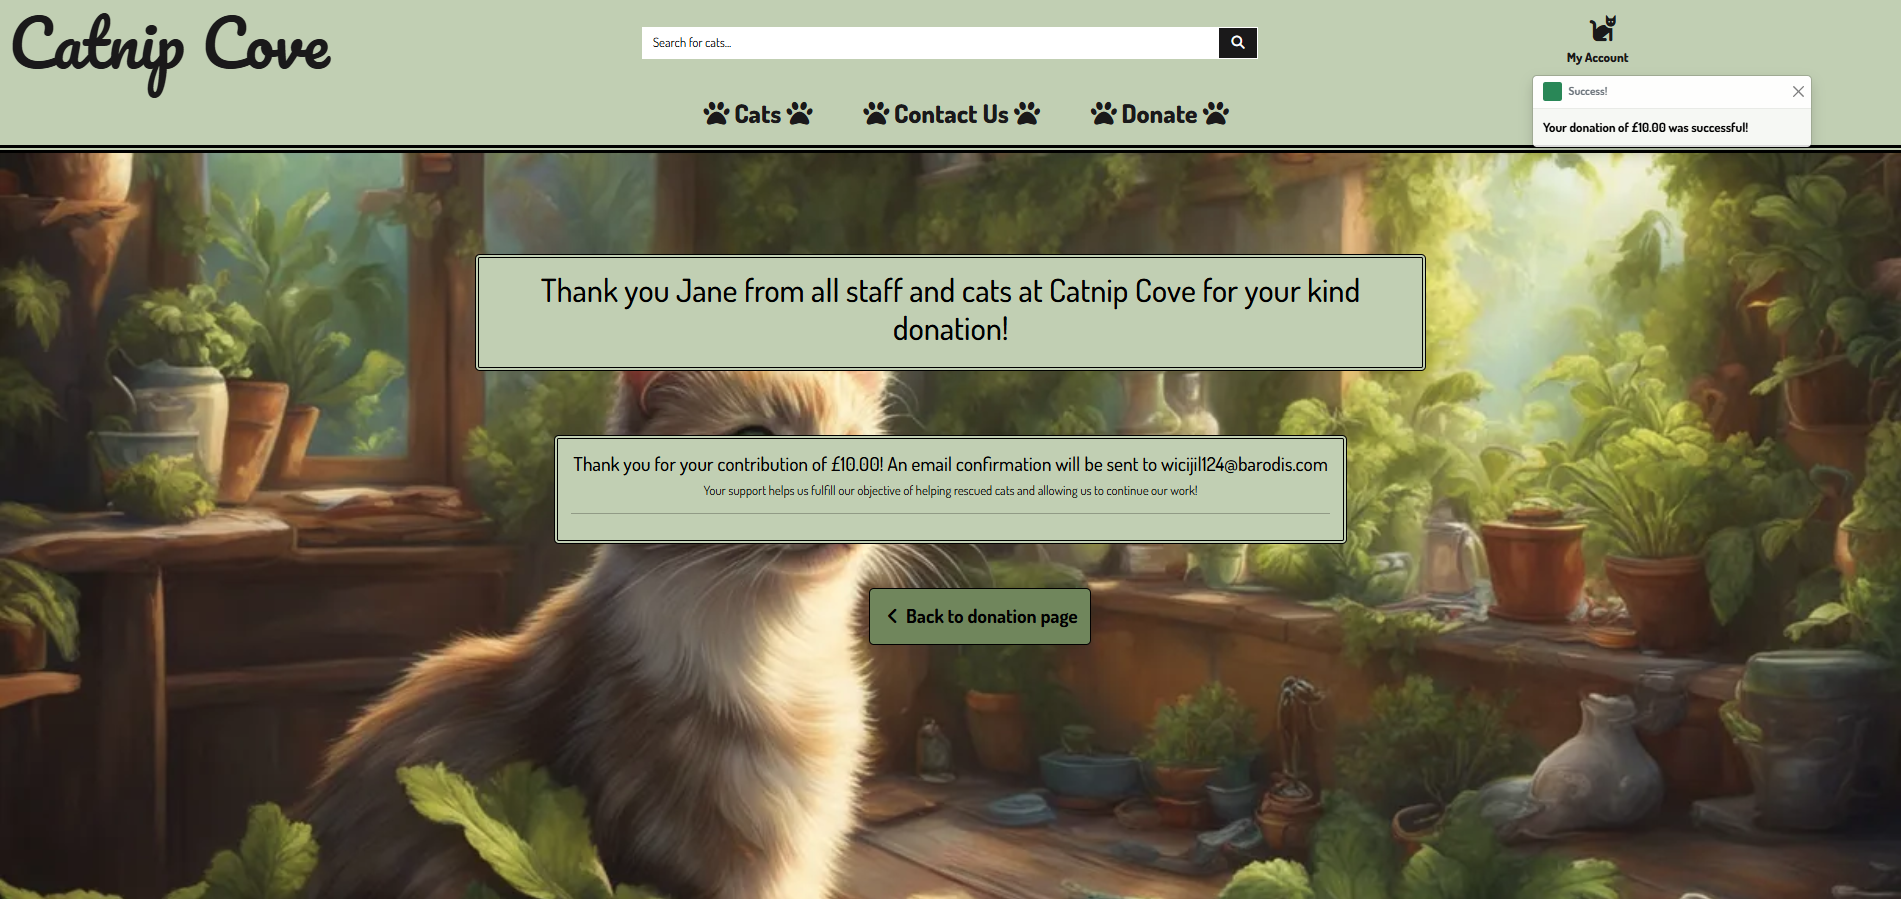 Catnip Cove
Search for cats...
My Account
Cats
Contact Us
Donate
Success!
Your donation of £10.00 was successful!
Thank you Jane from all staff and cats at Catnip Cove for your kind
donation!
Thank you for your contribution of £10.00! An email confirmation will be sent to wicijil124@barodis.com
Your support helps us fulfill our objective of helping rescued cats and allowing us to continue our work!
Back to donation page